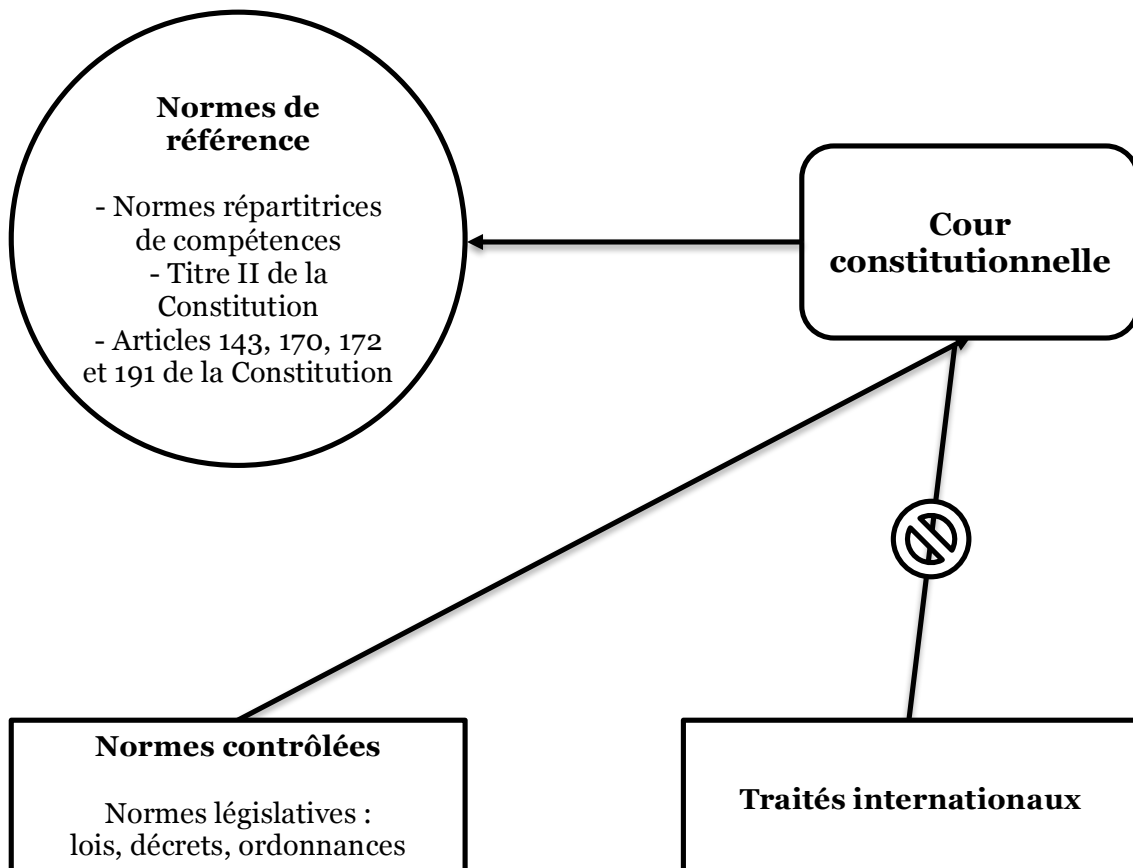 Normes de
référence
- Normes répartitrices
de compétences
- Titre II de la
Constitution
- Articles 143, 170, 172
et 191 de la Constitution
Cour
constitutionnelle
Normes contrôlées
Normes législatives :
lois, décrets, ordonnances
Traités internationaux